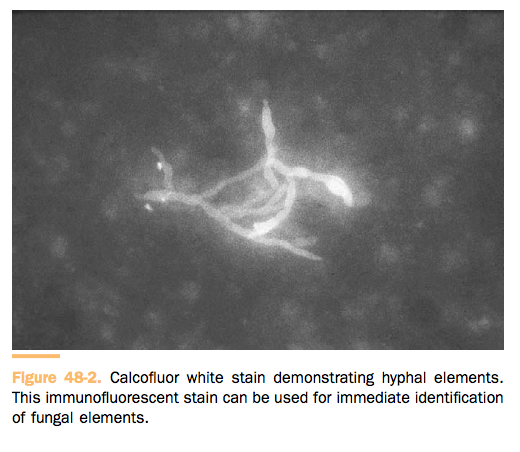 Figure 48-2. Calcofluor white stain demonstrating hyphal elements.
This immunofluorescent stain can be used for immediate identification
of fungal elements.